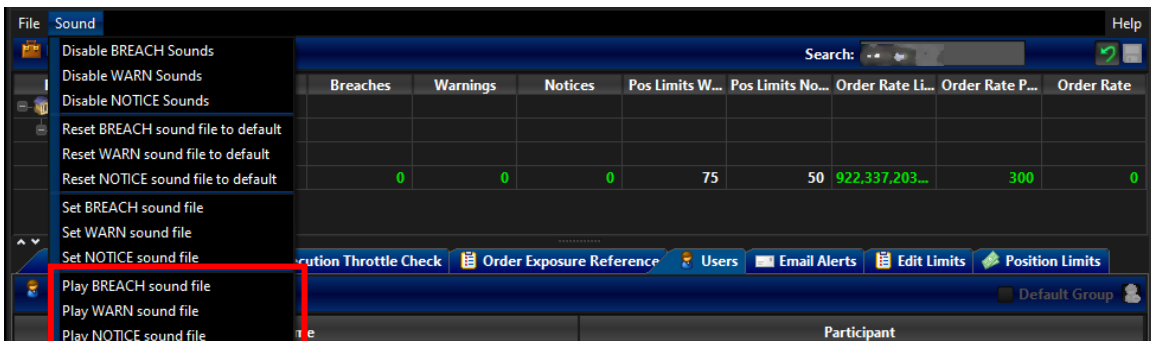 File Sound Help
Disable BREACH Sounds
Search:
Disable WARN Sounds
Breaches Warnings Notices Pos Limits W... Pos Limits No... Order Rate Li... Order Rate P... Order Rate
Disable NOTICE Sounds
Reset BREACH sound file to default
Reset WARN sound file to default
Reset NOTICE sound file to default
0 0 0 75 50 922,337,203... 300 0
Set BREACH sound file
Set WARN sound file
Set NOTICE sound file
cution Throttle Check Order Exposure Reference Users Email Alerts Edit Limits Position Limits
Play BREACH sound file
Default Group
Play WARN sound file
Play NOTICE sound file
me Participant